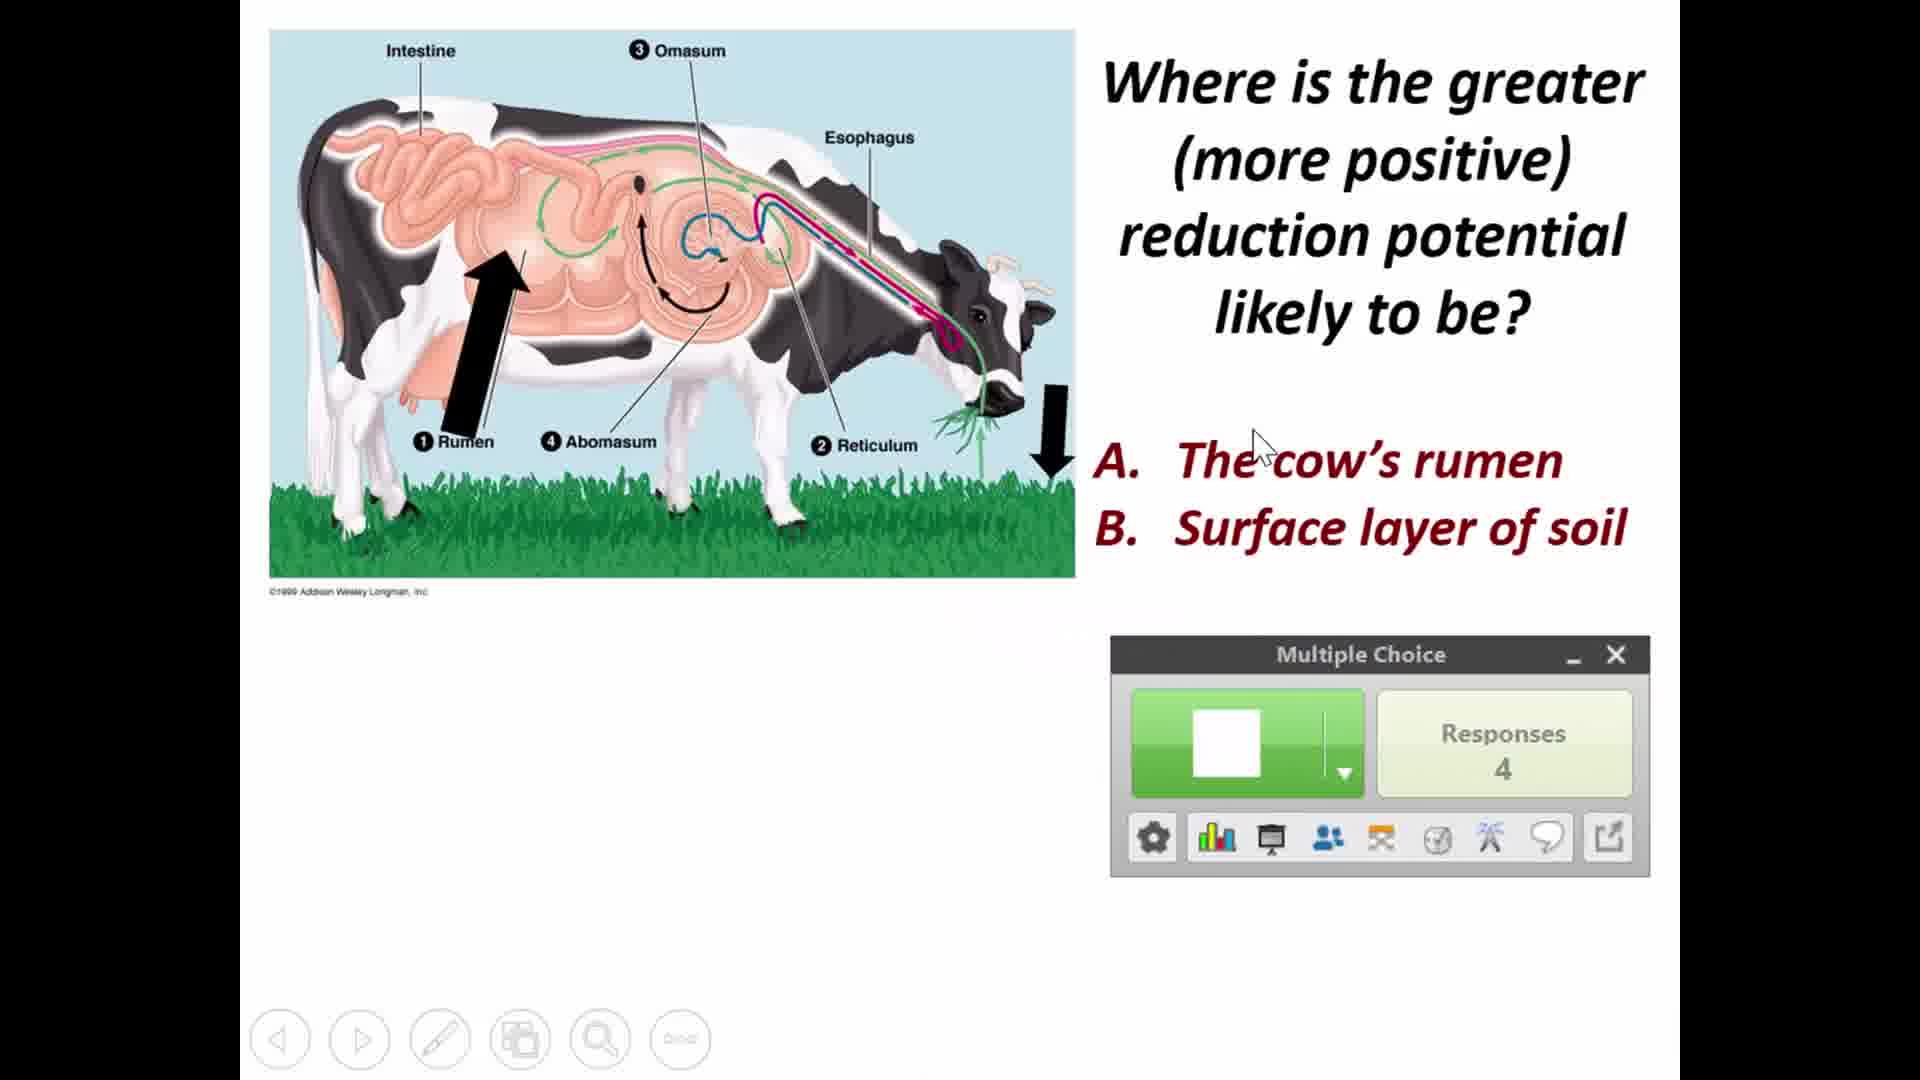 Intestine
3 Omasum
Esophagus
1 Rumen
4 Abomasum
2 Reticulum
©1999 Addison Wesley Longman, Inc.
Where is the greater
(more positive)
reduction potential
likely to be?
A. The cow’s rumen
B. Surface layer of soil
Multiple Choice
Responses
4